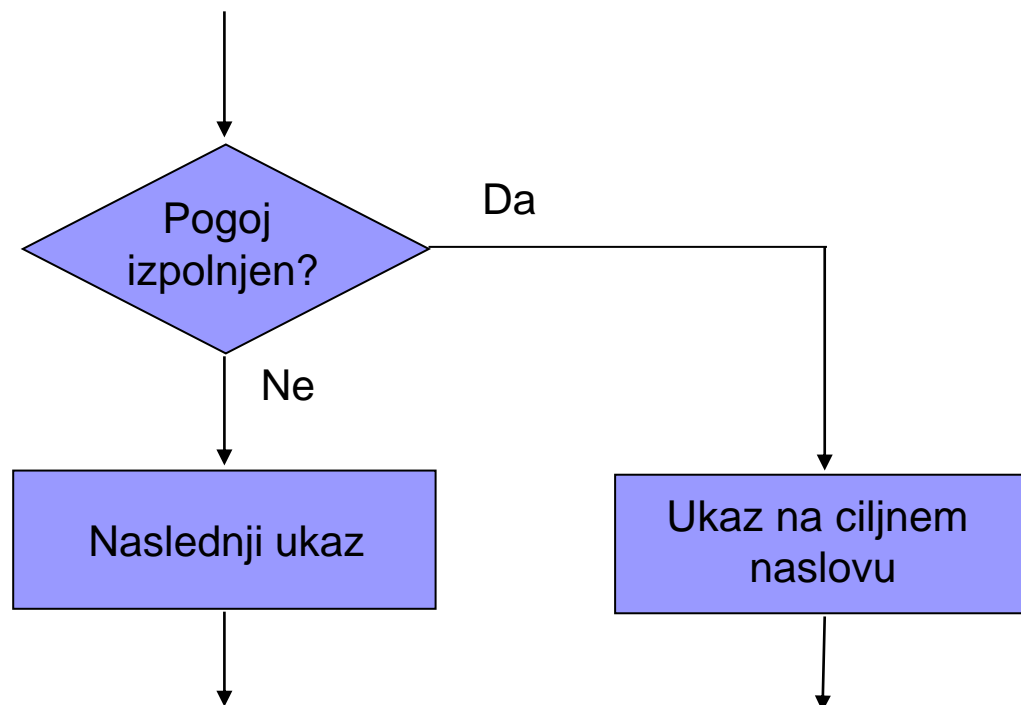 Pogoj
izpolnjen?
Da
Ne
Naslednji ukaz
Ukaz na ciljnem
naslovu